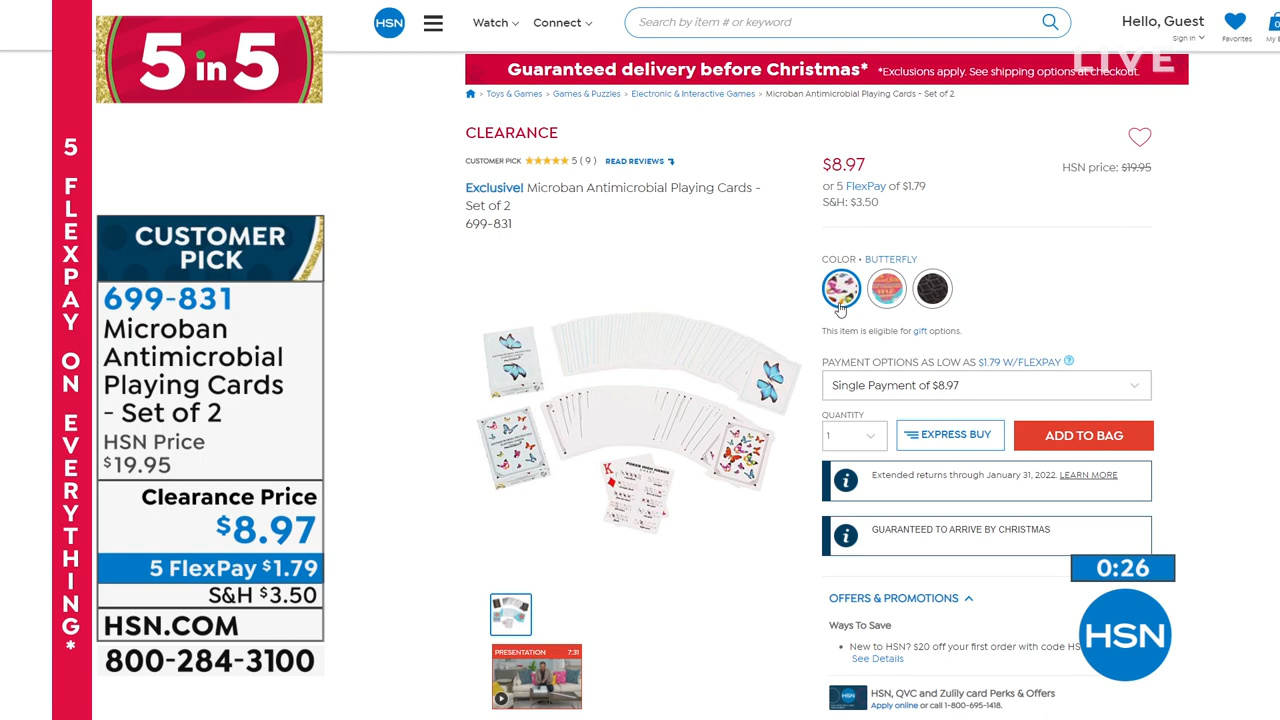 5 in 5
5 FLEXPAY ON EVERYTHING*
CUSTOMER
PICK
699-831
Microban
Antimicrobial
Playing Cards
- Set of 2
HSN Price
$19.95
Clearance Price
$8.97
5 FlexPay $1.79
S&H $3.50
HSN.COM
800-284-3100
HSN
Watch
Connect
Search by item # or keyword
Hello, Guest
Sign In
Favorites
0
My
LIVE
Guaranteed delivery before Christmas* *Exclusions apply. See shipping options at checkout.
> Toys & Games > Games & Puzzles > Electronic & Interactive Games > Microban Antimicrobial Playing Cards - Set of 2
CLEARANCE
CUSTOMER PICK 5 ( 9 ) READ REVIEWS
Exclusive! Microban Antimicrobial Playing Cards -
Set of 2
699-831
POKER HIGH HANDS
K
PRESENTATION 7:31
$8.97
HSN price: $19.95
or 5 FlexPay of $1.79
S&H: $3.50
COLOR • BUTTERFLY
This item is eligible for gift options.
PAYMENT OPTIONS AS LOW AS $1.79 W/FLEXPAY ?
Single Payment of $8.97
QUANTITY
1
EXPRESS BUY
ADD TO BAG
i
Extended returns through January 31, 2022. LEARN MORE
i
GUARANTEED TO ARRIVE BY CHRISTMAS
0:26
OFFERS & PROMOTIONS
Ways To Save
• New to HSN? $20 off your first order with code HS
See Details
HSN
HSN, QVC and Zulily card Perks & Offers
Apply online or call 1-800-695-1418.